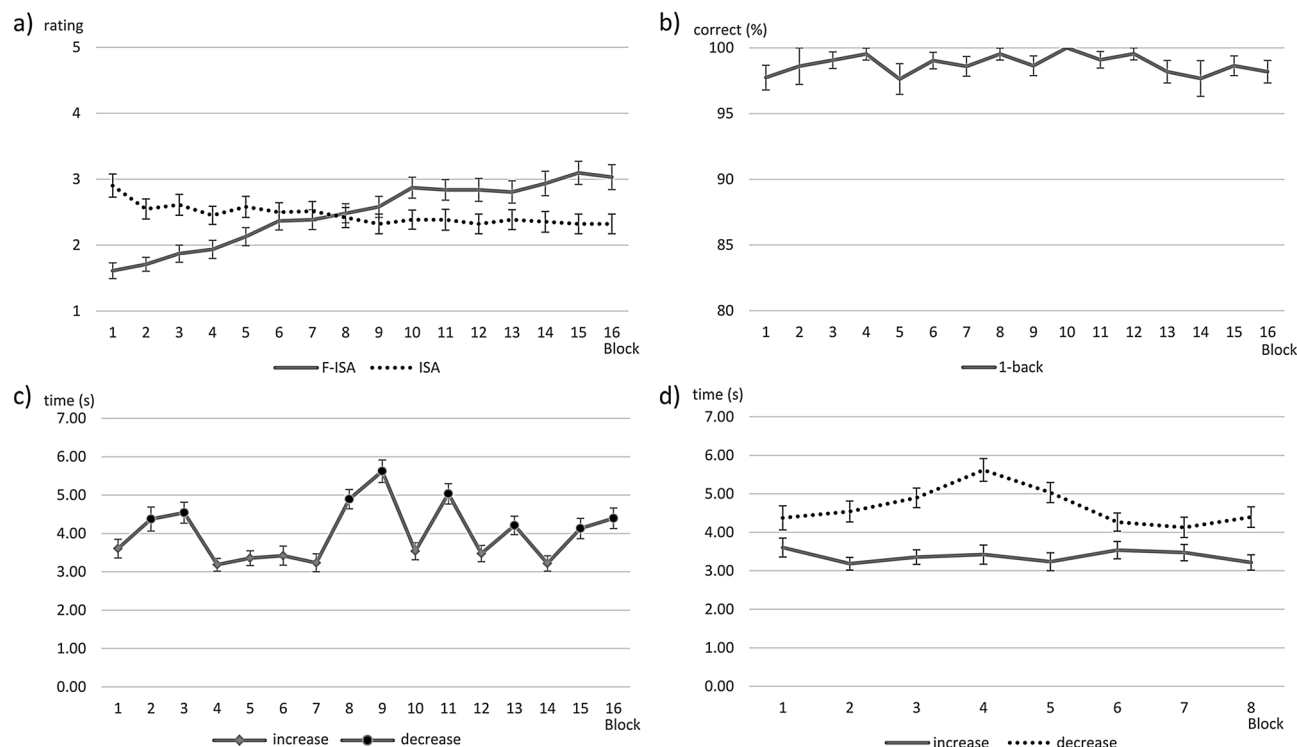 a) rating
5
4
3
2
1
1 2 3 4 5 6 7 8 9 10 11 12 13 14 15 16
Block
F-ISA ISA
b) correct (%)
100
95
90
85
80
1 2 3 4 5 6 7 8 9 10 11 12 13 14 15 16
Block
1-back
c) time (s)
7.00
6.00
5.00
4.00
3.00
2.00
1.00
0.00
1 2 3 4 5 6 7 8 9 10 11 12 13 14 15 16
Block
increase decrease
d) time (s)
7.00
6.00
5.00
4.00
3.00
2.00
1.00
0.00
1 2 3 4 5 6 7 8
Block
increase decrease